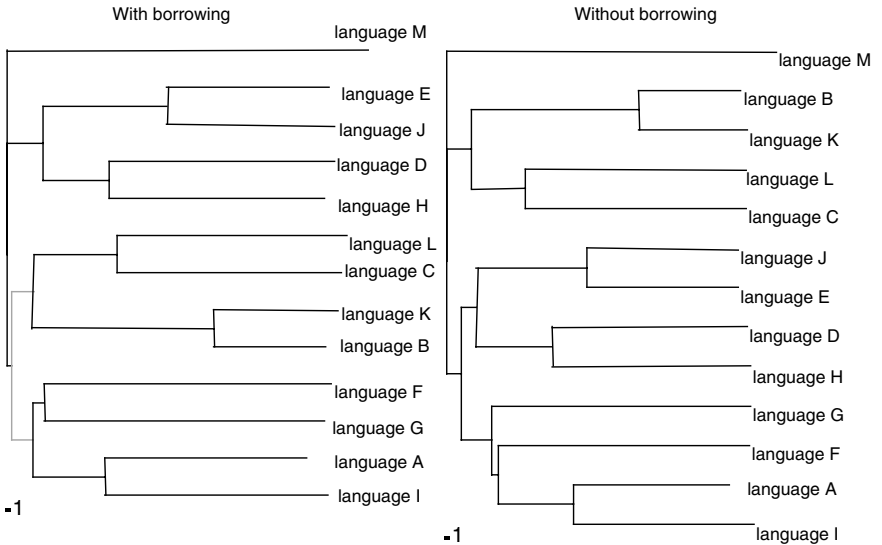 With borrowing
language M
language E
language J
language D
language H
language L
language C
language K
language B
language F
language G
language A
language I
-1
Without borrowing
language M
language B
language K
language L
language C
language J
language E
language D
language H
language G
language F
language A
language I
-1